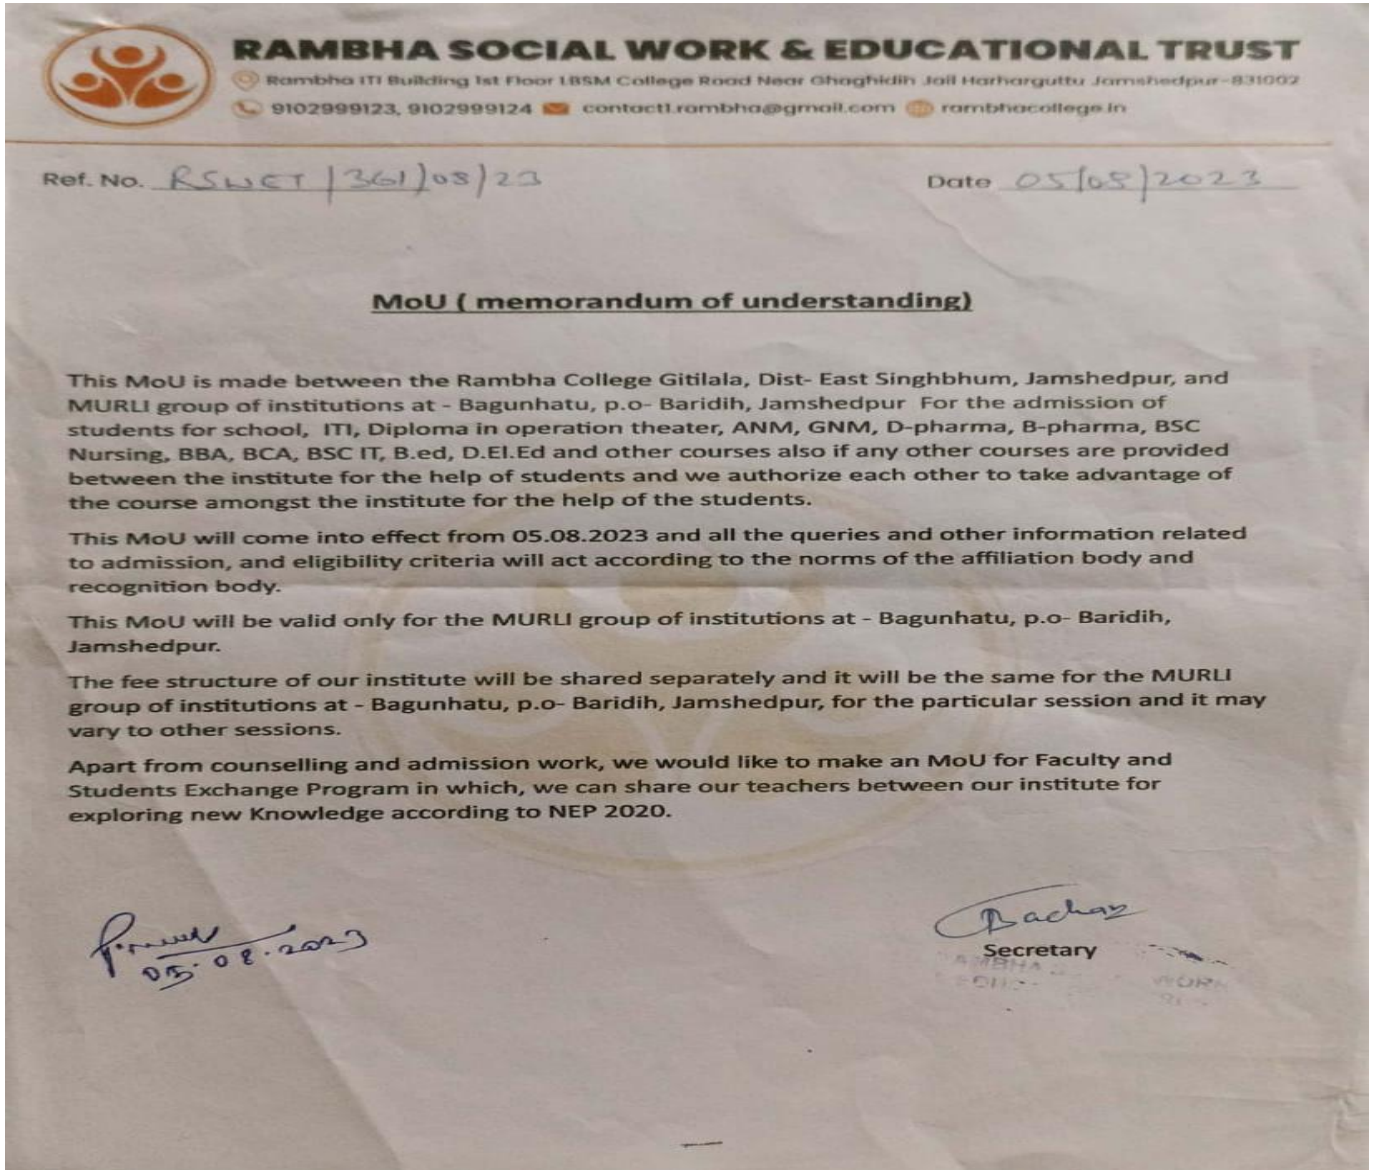 RAMBHA SOCIAL WORK & EDUCATIONAL TRUST
Rambha ITI Building 1st Floor LBSM College Road Near Ghaghidih Jail Harharguttu Jamshedpur-831002
9102999123, 9102999124 contact1.rambha@gmail.com rambhacollege.in
Ref. No. RSWET/361/08/23 Date 05/08/2023
MoU ( memorandum of understanding)
This MoU is made between the Rambha College Gitilala, Dist- East Singhbhum, Jamshedpur, and
MURLI group of institutions at - Bagunhatu, p.o- Baridih, Jamshedpur For the admission of
students for school, ITI, Diploma in operation theater, ANM, GNM, D-pharma, B-pharma, BSC
Nursing, BBA, BCA, BSC IT, B.ed, D.El.Ed and other courses also if any other courses are provided
between the institute for the help of students and we authorize each other to take advantage of
the course amongst the institute for the help of the students.
This MoU will come into effect from 05.08.2023 and all the queries and other information related
to admission, and eligibility criteria will act according to the norms of the affiliation body and
recognition body.
This MoU will be valid only for the MURLI group of institutions at - Bagunhatu, p.o- Baridih,
Jamshedpur.
The fee structure of our institute will be shared separately and it will be the same for the MURLI
group of institutions at - Bagunhatu, p.o- Baridih, Jamshedpur, for the particular session and it may
vary to other sessions.
Apart from counselling and admission work, we would like to make an MoU for Faculty and
Students Exchange Program in which, we can share our teachers between our institute for
exploring new Knowledge according to NEP 2020.
05.08.2023
Secretary